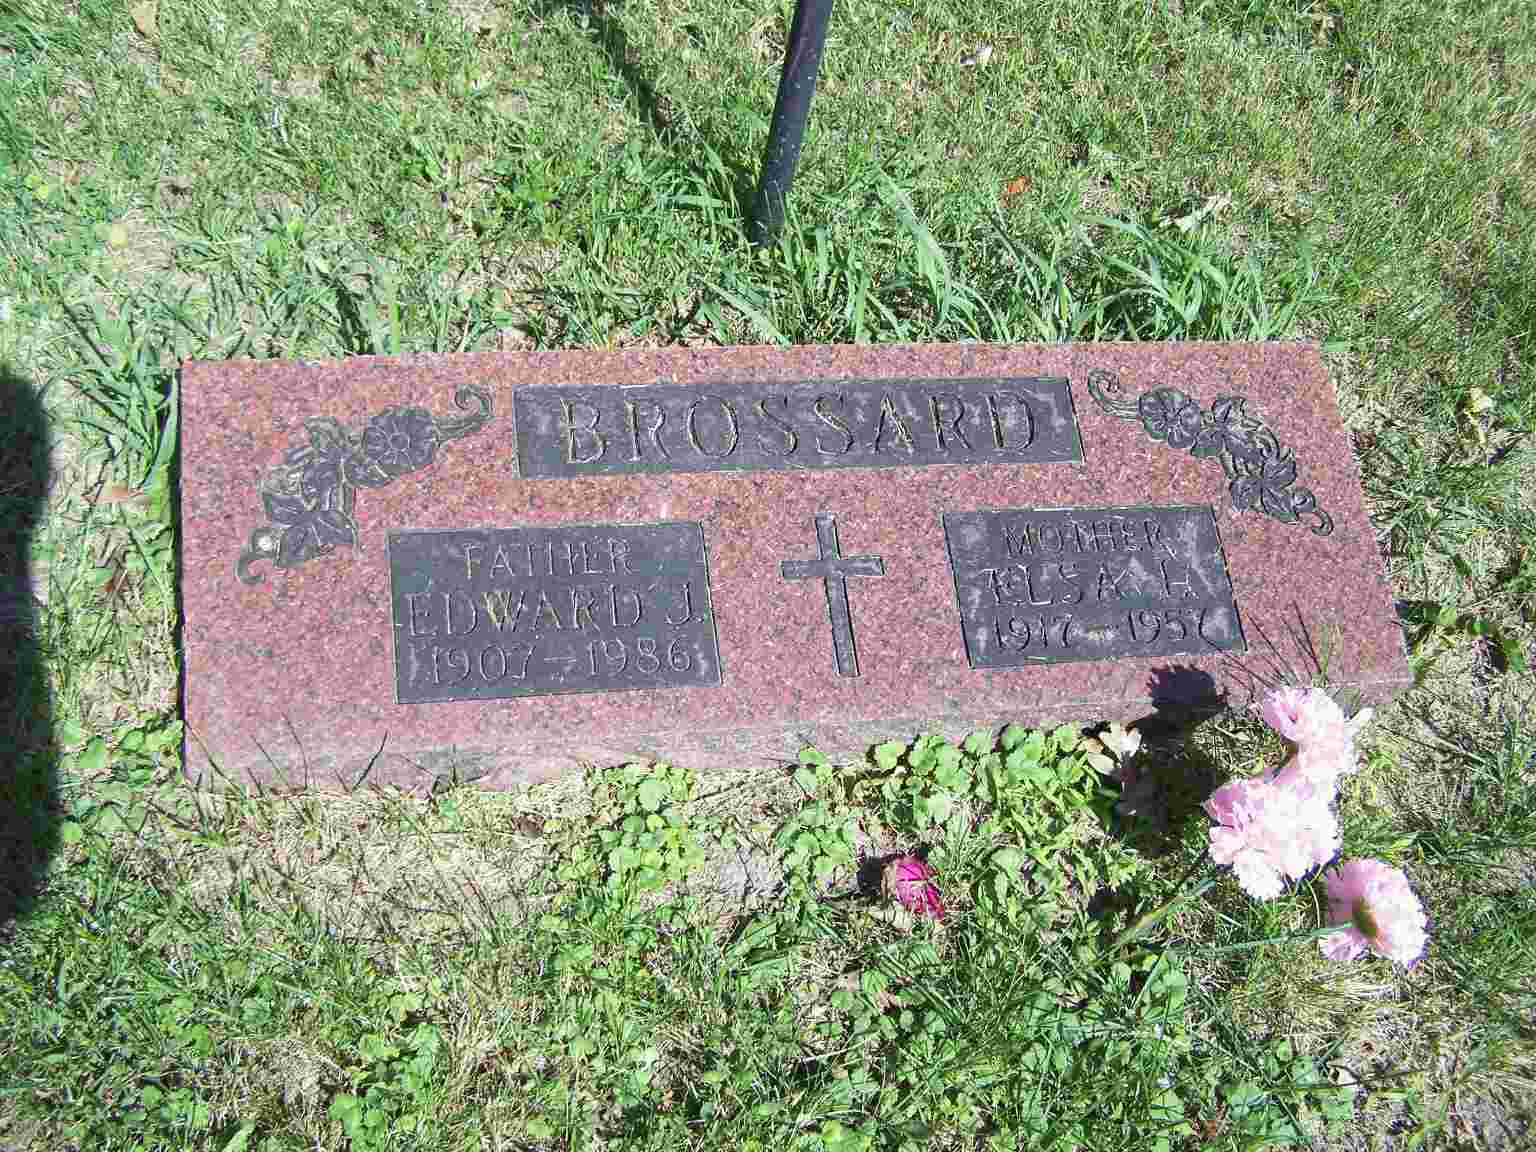 BROSSARD
FATHER
EDWARD J.
1907 — 1986
MOTHER
ELSA H.
1917 — 1957